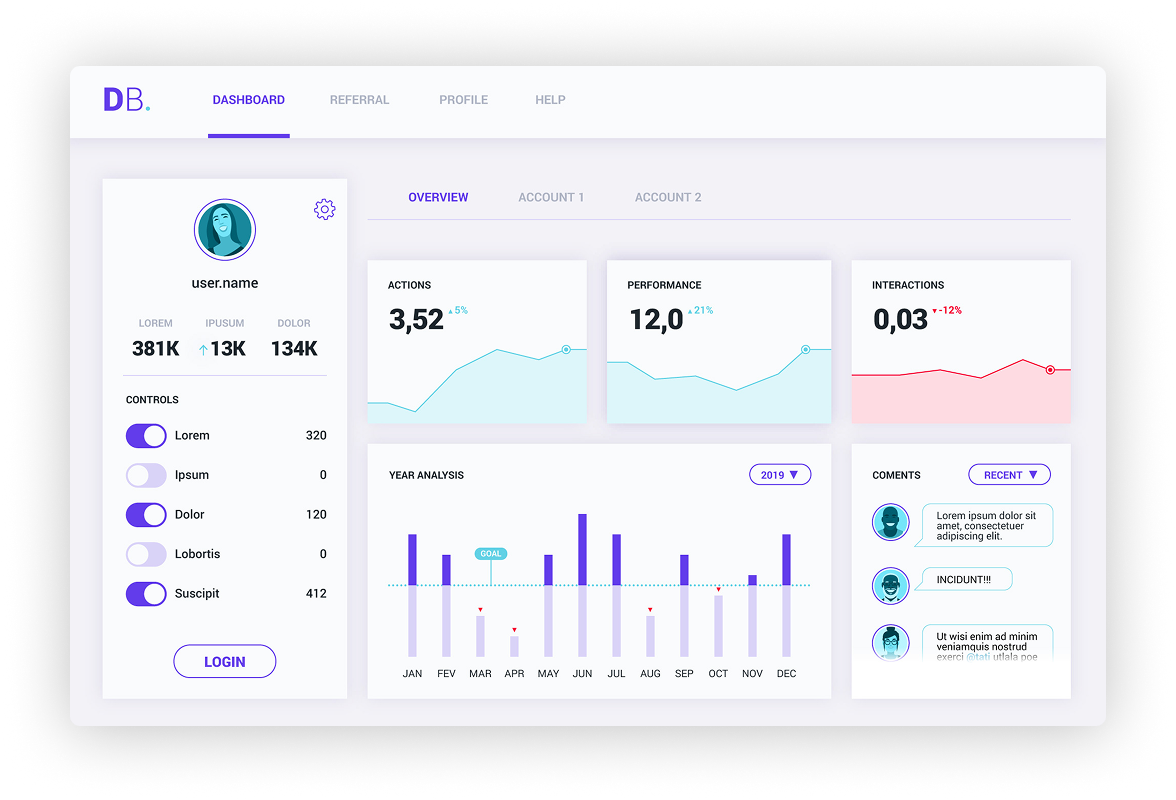 DB.
DASHBOARD REFERRAL PROFILE HELP
user.name
LOREM IPUSUM DOLOR
381K 13K 134K
CONTROLS
Lorem 320
Ipsum 0
Dolor 120
Lobortis 0
Suscipit 412
LOGIN
OVERVIEW ACCOUNT 1 ACCOUNT 2
ACTIONS
3,52 ▲5%
PERFORMANCE
12,0 ▲21%
INTERACTIONS
0,03 ▼-12%
YEAR ANALYSIS 2019 ▼
GOAL
JAN FEV MAR APR MAY JUN JUL AUG SEP OCT NOV DEC
COMENTS RECENT ▼
Lorem ipsum dolor sit
amet, consectetuer
adipiscing elit.
INCIDUNT!!!
Ut wisi enim ad minim
veniamquis nostrud
exerci @tati utlala poe